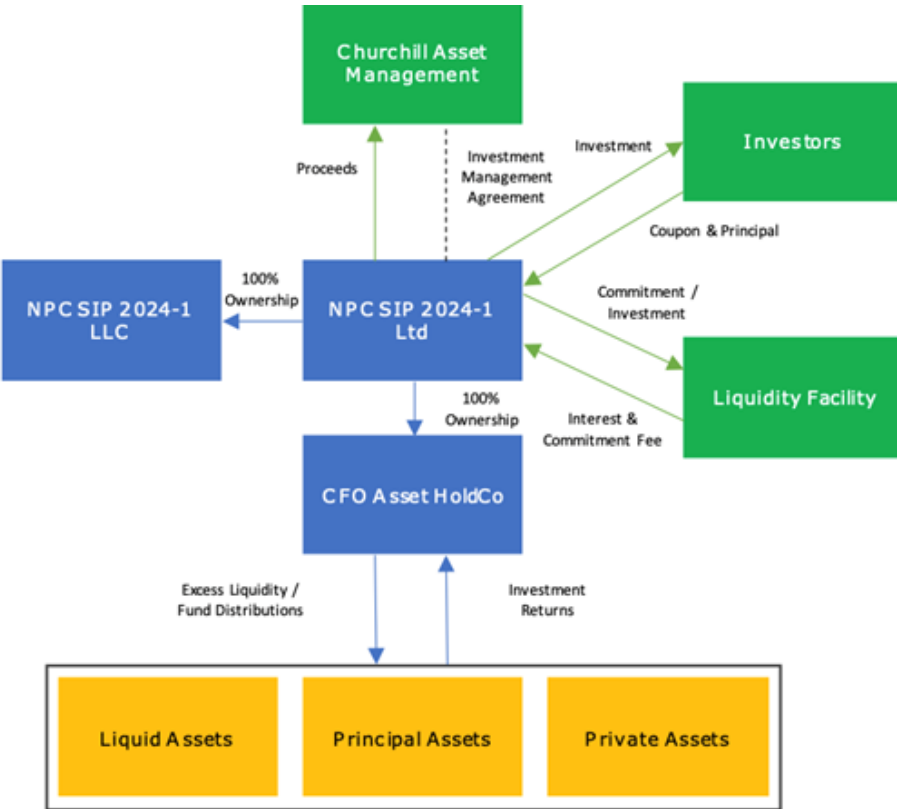 Churchill Asset
Management
Investors
Proceeds
Investment
Management
Agreement
Investment
Coupon & Principal
NPC SIP 2024-1
LLC
100%
Ownership
NPC SIP 2024-1
Ltd
Commitment /
Investment
Liquidity Facility
Interest &
Commitment Fee
100%
Ownership
CFO Asset HoldCo
Excess Liquidity /
Fund Distributions
Investment
Returns
Liquid Assets
Principal Assets
Private Assets